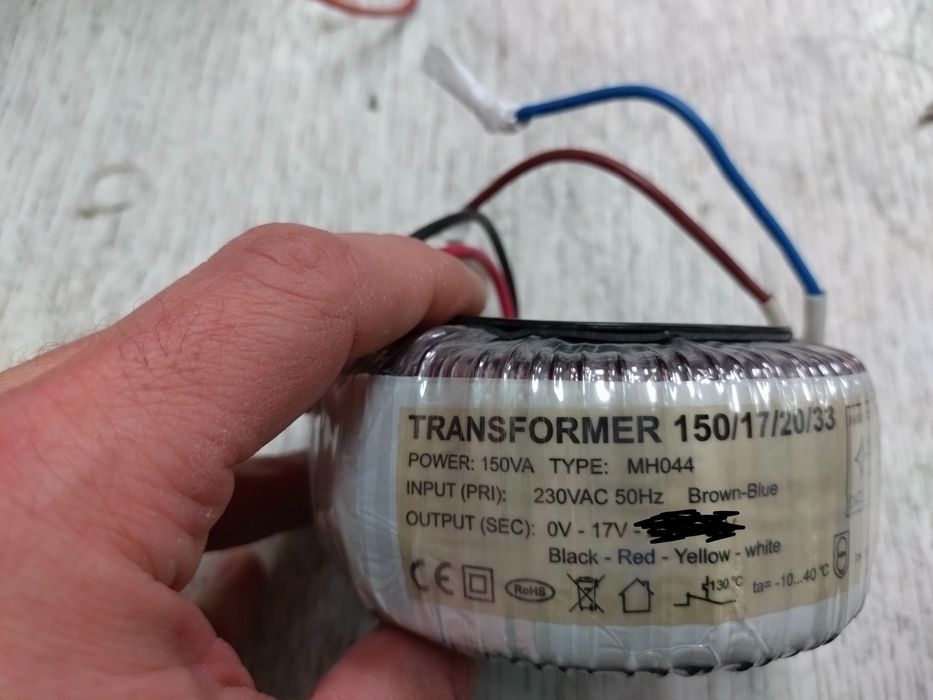 TRANSFORMER 150/17/20/33
POWER: 150VA TYPE: MH044
INPUT (PRI): 230VAC 50Hz Brown-Blue
OUTPUT (SEC): 0V - 17V -
Black - Red - Yellow - white
CE RoHS 130 °C ta= -10...40 °C